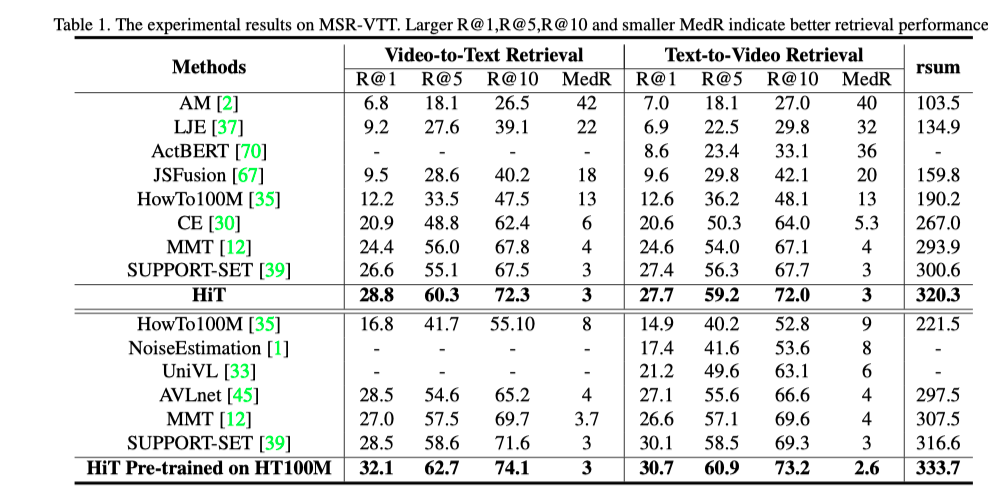 Table 1. The experimental results on MSR-VTT. Larger R@1,R@5,R@10 and smaller MedR indicate better retrieval performance
Methods Video-to-Text Retrieval Text-to-Video Retrieval rsum
R@1 R@5 R@10 MedR R@1 R@5 R@10 MedR
AM [2] 6.8 18.1 26.5 42 7.0 18.1 27.0 40 103.5
LJE [37] 9.2 27.6 39.1 22 6.9 22.5 29.8 32 134.9
ActBERT [70] - - - - 8.6 23.4 33.1 36 -
JSFusion [67] 9.5 28.6 40.2 18 9.6 29.8 42.1 20 159.8
HowTo100M [35] 12.2 33.5 47.5 13 12.6 36.2 48.1 13 190.2
CE [30] 20.9 48.8 62.4 6 20.6 50.3 64.0 5.3 267.0
MMT [12] 24.4 56.0 67.8 4 24.6 54.0 67.1 4 293.9
SUPPORT-SET [39] 26.6 55.1 67.5 3 27.4 56.3 67.7 3 300.6
HiT 28.8 60.3 72.3 3 27.7 59.2 72.0 3 320.3
HowTo100M [35] 16.8 41.7 55.10 8 14.9 40.2 52.8 9 221.5
NoiseEstimation [1] - - - - 17.4 41.6 53.6 8 -
UniVL [33] - - - - 21.2 49.6 63.1 6 -
AVLnet [45] 28.5 54.6 65.2 4 27.1 55.6 66.6 4 297.5
MMT [12] 27.0 57.5 69.7 3.7 26.6 57.1 69.6 4 307.5
SUPPORT-SET [39] 28.5 58.6 71.6 3 30.1 58.5 69.3 3 316.6
HiT Pre-trained on HT100M 32.1 62.7 74.1 3 30.7 60.9 73.2 2.6 333.7